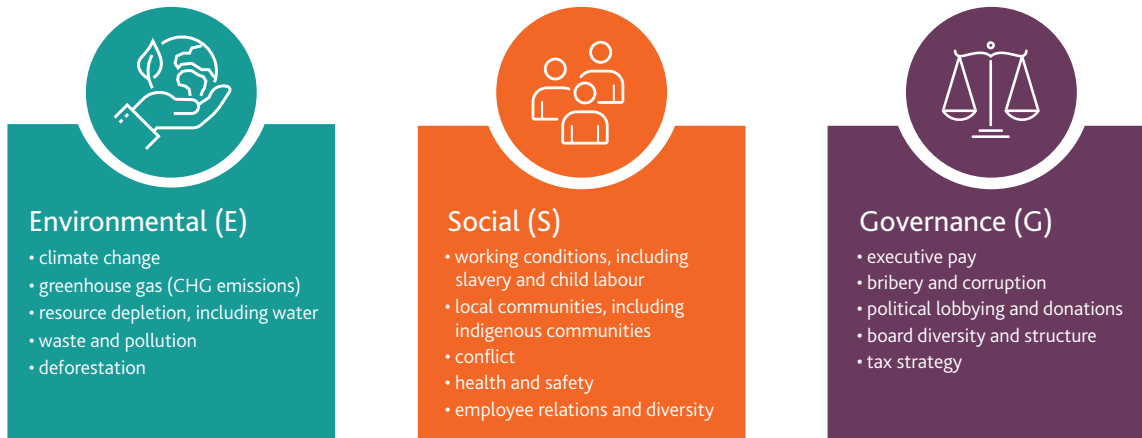 Environmental (E)
• climate change
• greenhouse gas (CHG emissions)
• resource depletion, including water
• waste and pollution
• deforestation
Social (S)
• working conditions, including
slavery and child labour
• local communities, including
indigenous communities
• conflict
• health and safety
• employee relations and diversity
Governance (G)
• executive pay
• bribery and corruption
• political lobbying and donations
• board diversity and structure
• tax strategy